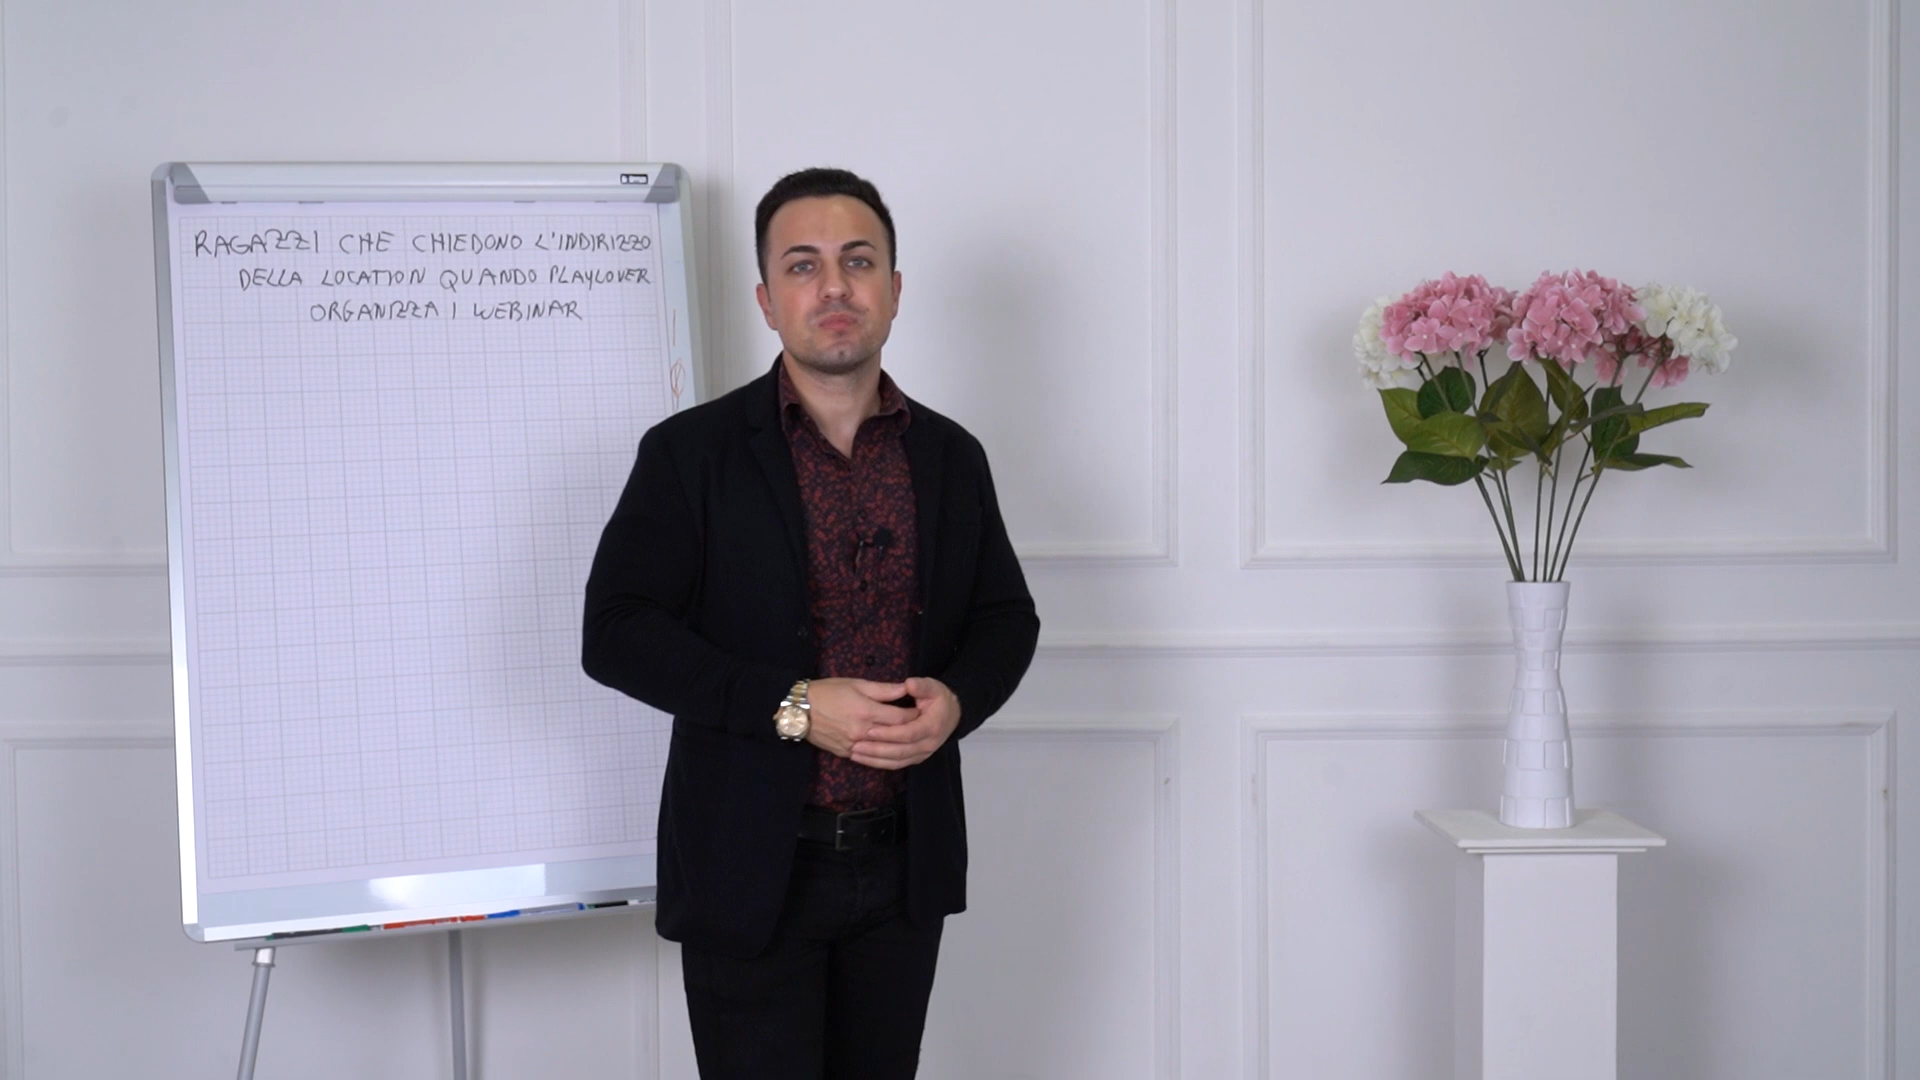 RAGAZZI CHE CHIEDONO L'INDIRIZZO
DELLA LOCATION QUANDO PLAYLOVER
ORGANIZZA I WEBINAR